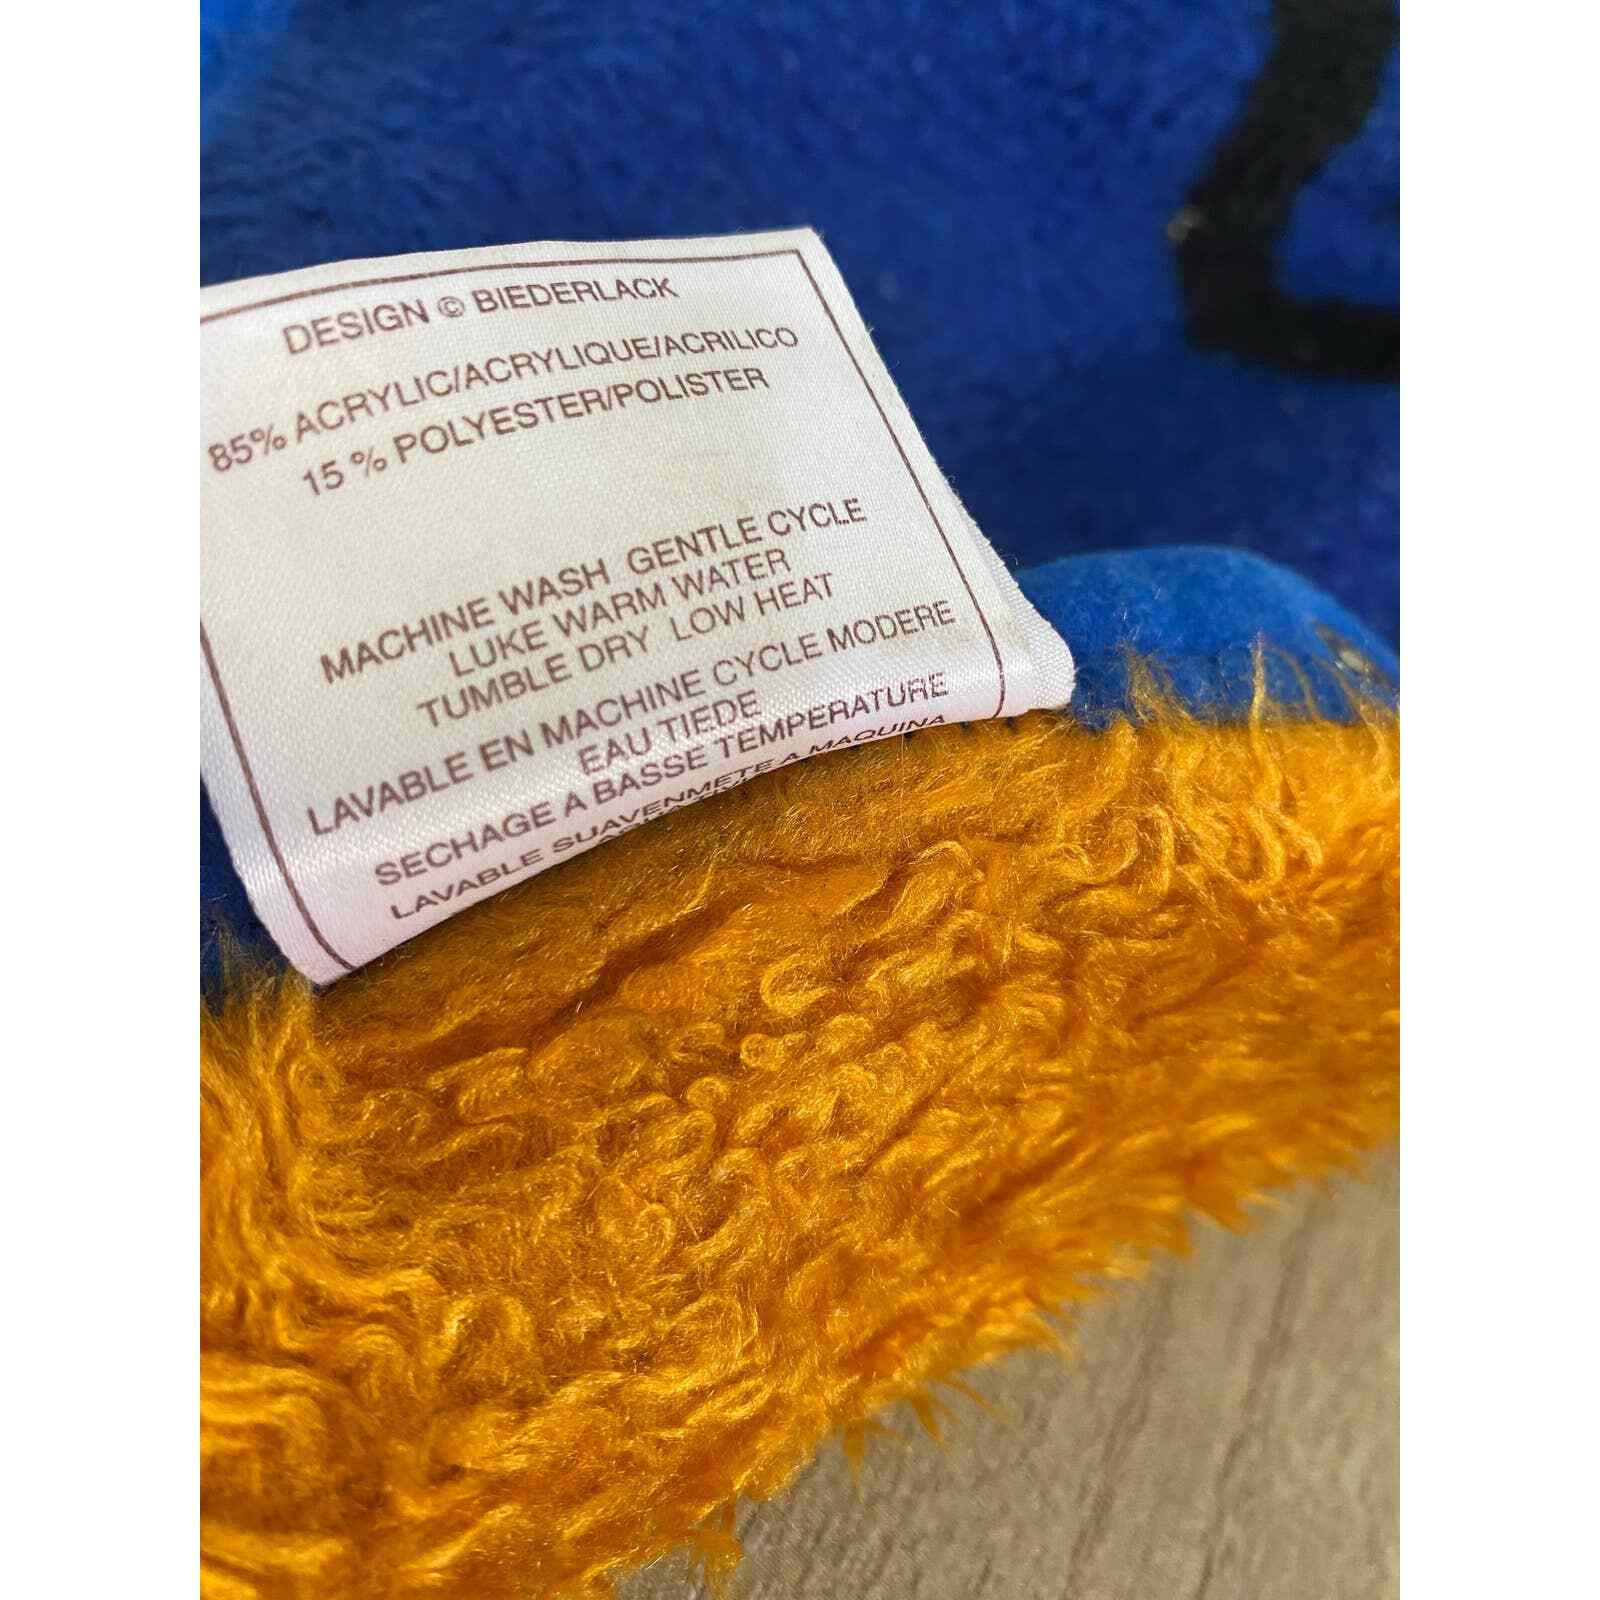 DESIGN © BIEDERLACK
85% ACRYLIC/ACRYLIQUE/ACRILICO
15 % POLYESTER/POLISTER
MACHINE WASH GENTLE CYCLE
LUKE WARM WATER
TUMBLE DRY LOW HEAT
LAVABLE EN MACHINE CYCLE MODERE
EAU TIEDE
SECHAGE A BASSE TEMPERATURE
LAVABLE SUAVENMETE A MAQUINA